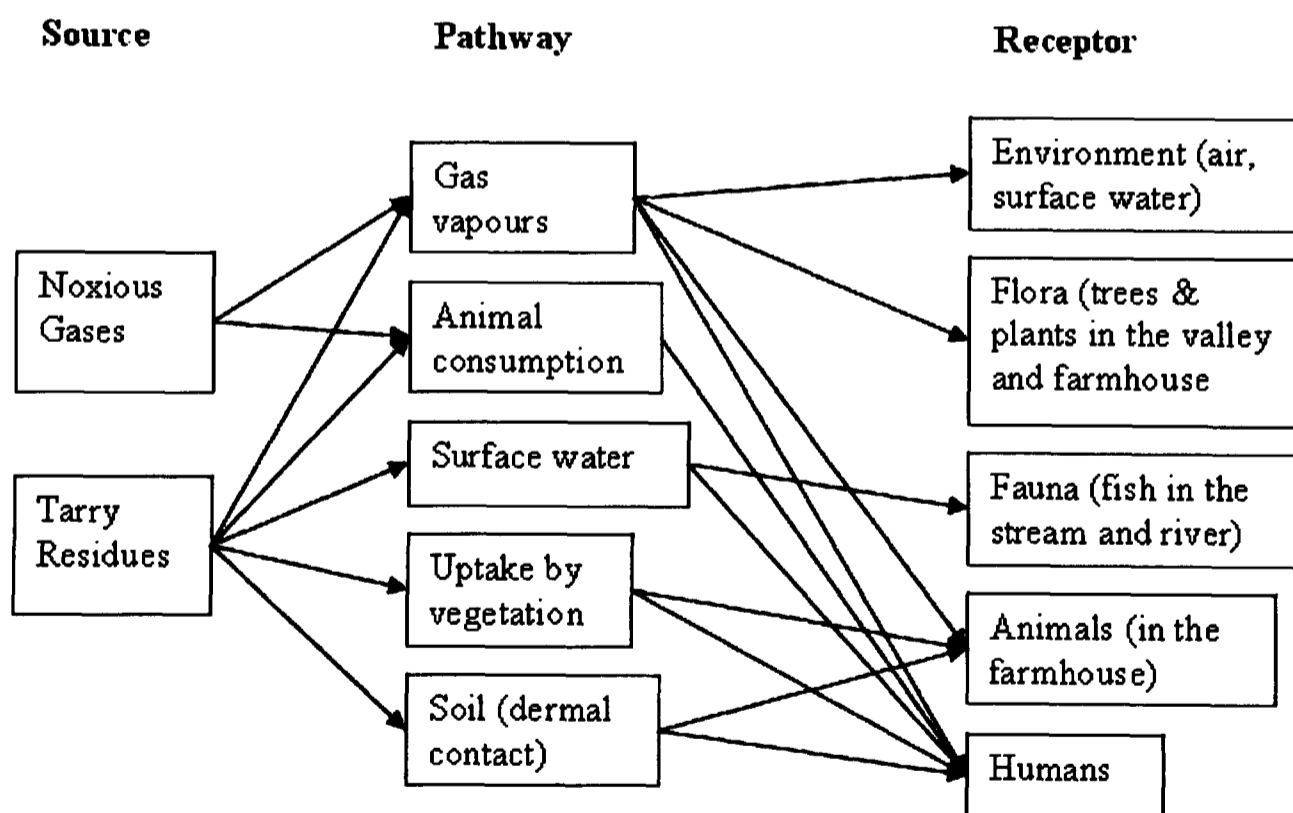 Source
Pathway
Receptor
Noxious
Gases
Tarry
Residues
Gas
vapours
Animal
consumption
Surface water
Uptake by
vegetation
Soil (dermal
contact)
Environment (air,
surface water)
Flora (trees &
plants in the valley
and farmhouse
Fauna (fish in the
stream and river)
Animals (in the
farmhouse)
Humans